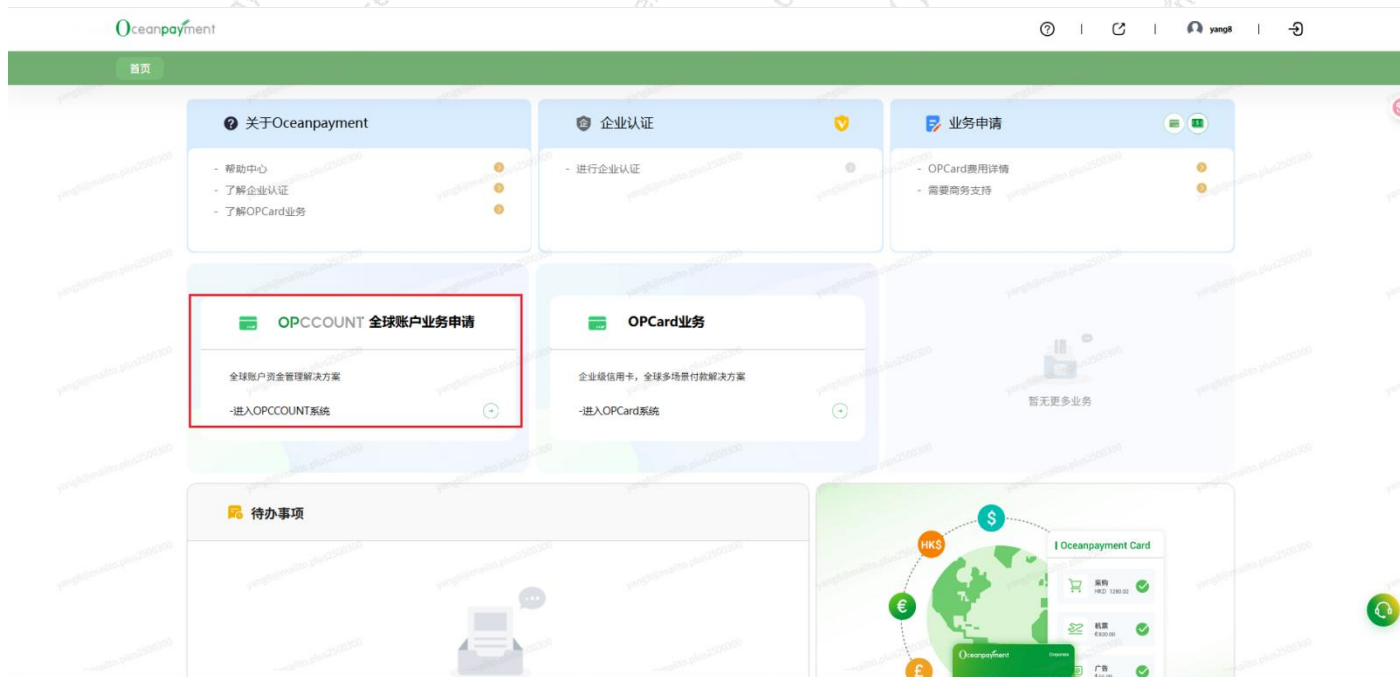 Oceanpayment
yang8
首页
关于Oceanpayment
- 帮助中心
- 了解企业认证
- 了解OPCard业务
企业认证
- 进行企业认证
业务申请
- OPCard费用详情
- 需要商务支持
OPCCOUNT 全球账户业务申请
全球账户资金管理解决方案
-进入OPCCOUNT系统
OPCard业务
企业级信用卡，全球多场景付款解决方案
-进入OPCard系统
暂无更多业务
待办事项
$
HK$
€
£
Oceanpayment Card
采购
HKD 1280.02
机票
广告
Oceanpayment
Corporate